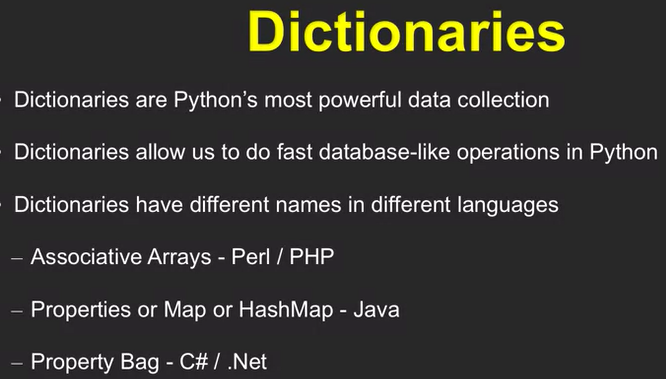 Dictionaries
• Dictionaries are Python's most powerful data collection
• Dictionaries allow us to do fast database-like operations in Python
• Dictionaries have different names in different languages
– Associative Arrays - Perl / PHP
– Properties or Map or HashMap - Java
– Property Bag - C# / .Net